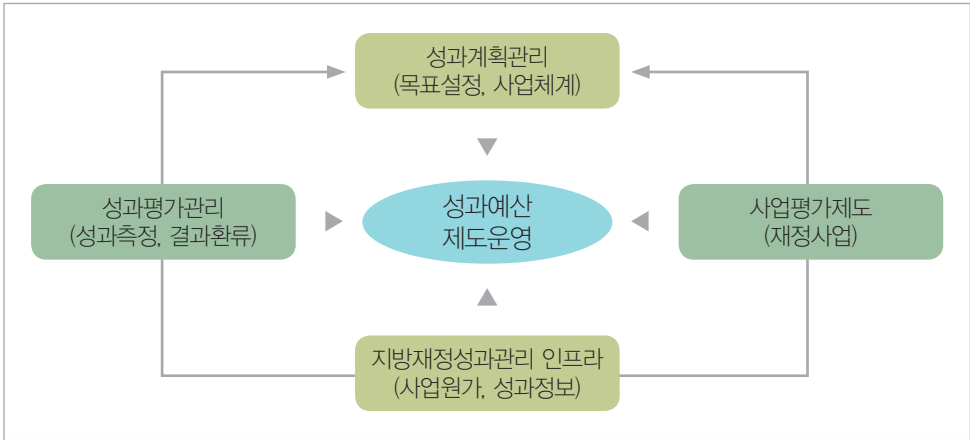 성과계획관리
(목표설정, 사업체계)
성과평가관리
(성과측정, 결과환류)
성과예산
제도운영
사업평가제도
(재정사업)
지방재정성과관리 인프라
(사업원가, 성과정보)